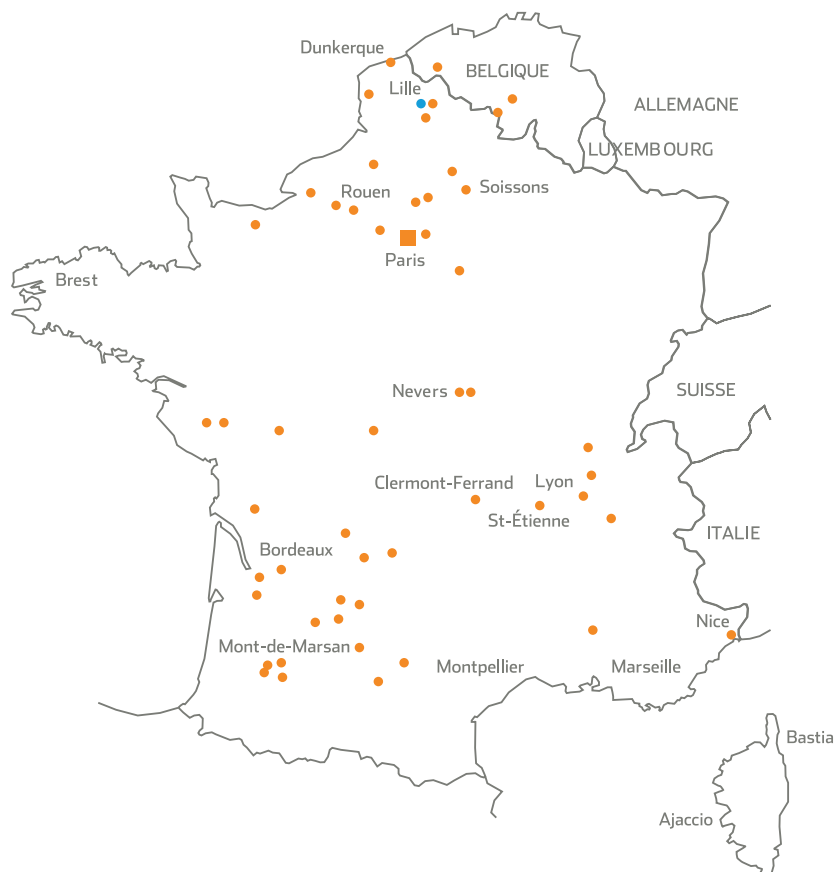 Dunkerque
BELGIQUE
Lille
ALLEMAGNE
LUXEMBOURG
Rouen
Soissons
Paris
Brest
Nevers
SUISSE
Clermont-Ferrand
Lyon
St-Étienne
ITALIE
Bordeaux
Nice
Mont-de-Marsan
Montpellier
Marseille
Bastia
Ajaccio